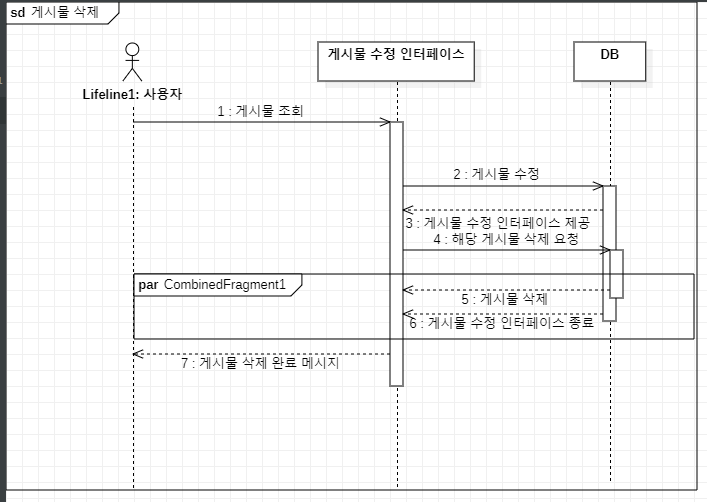 sd 게시물 삭제
게시물 수정 인터페이스
DB
Lifeline1: 사용자
1 : 게시물 조회
2 : 게시물 수정
3 : 게시물 수정 인터페이스 제공
4 : 해당 게시물 삭제 요청
par CombinedFragment1
5 : 게시물 삭제
6 : 게시물 수정 인터페이스 종료
7 : 게시물 삭제 완료 메시지